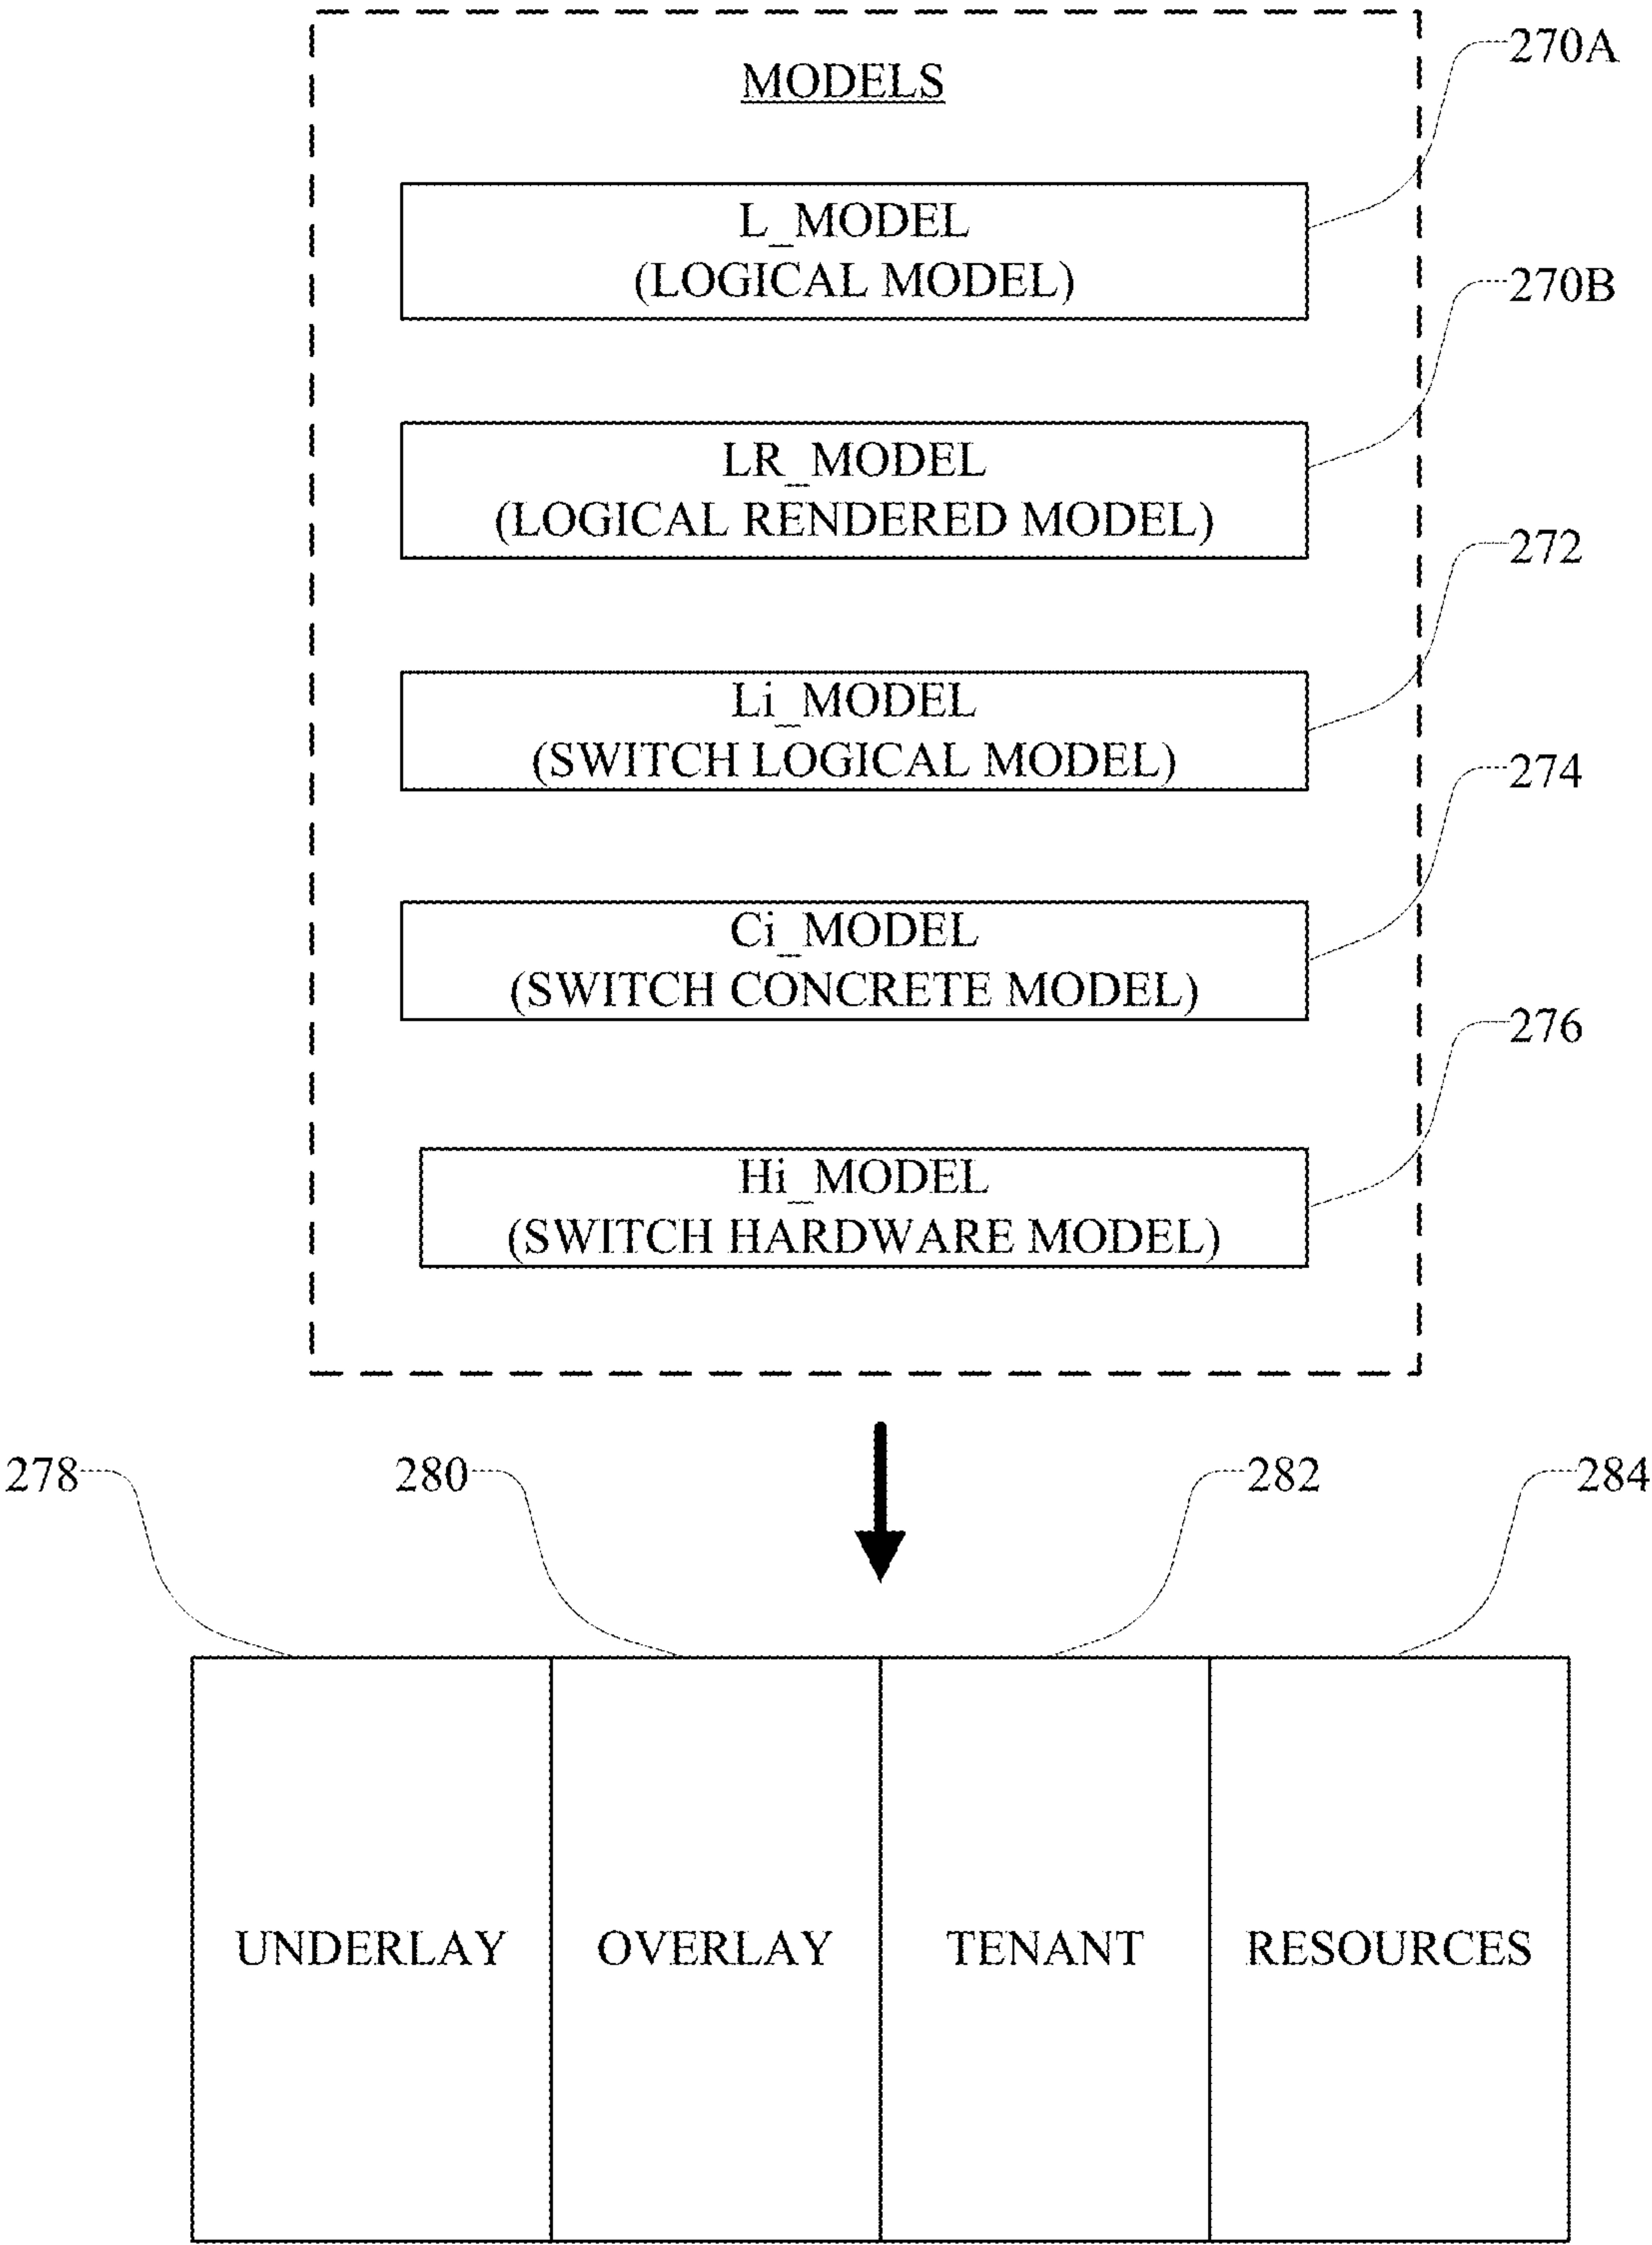 MODELS
270A
L_MODEL
(LOGICAL MODEL)
270B
LR_MODEL
(LOGICAL RENDERED MODEL)
272
Li_MODEL
(SWITCH LOGICAL MODEL)
274
Ci_MODEL
(SWITCH CONCRETE MODEL)
276
Hi_MODEL
(SWITCH HARDWARE MODEL)
278 280 282 284
UNDERLAY OVERLAY TENANT RESOURCES